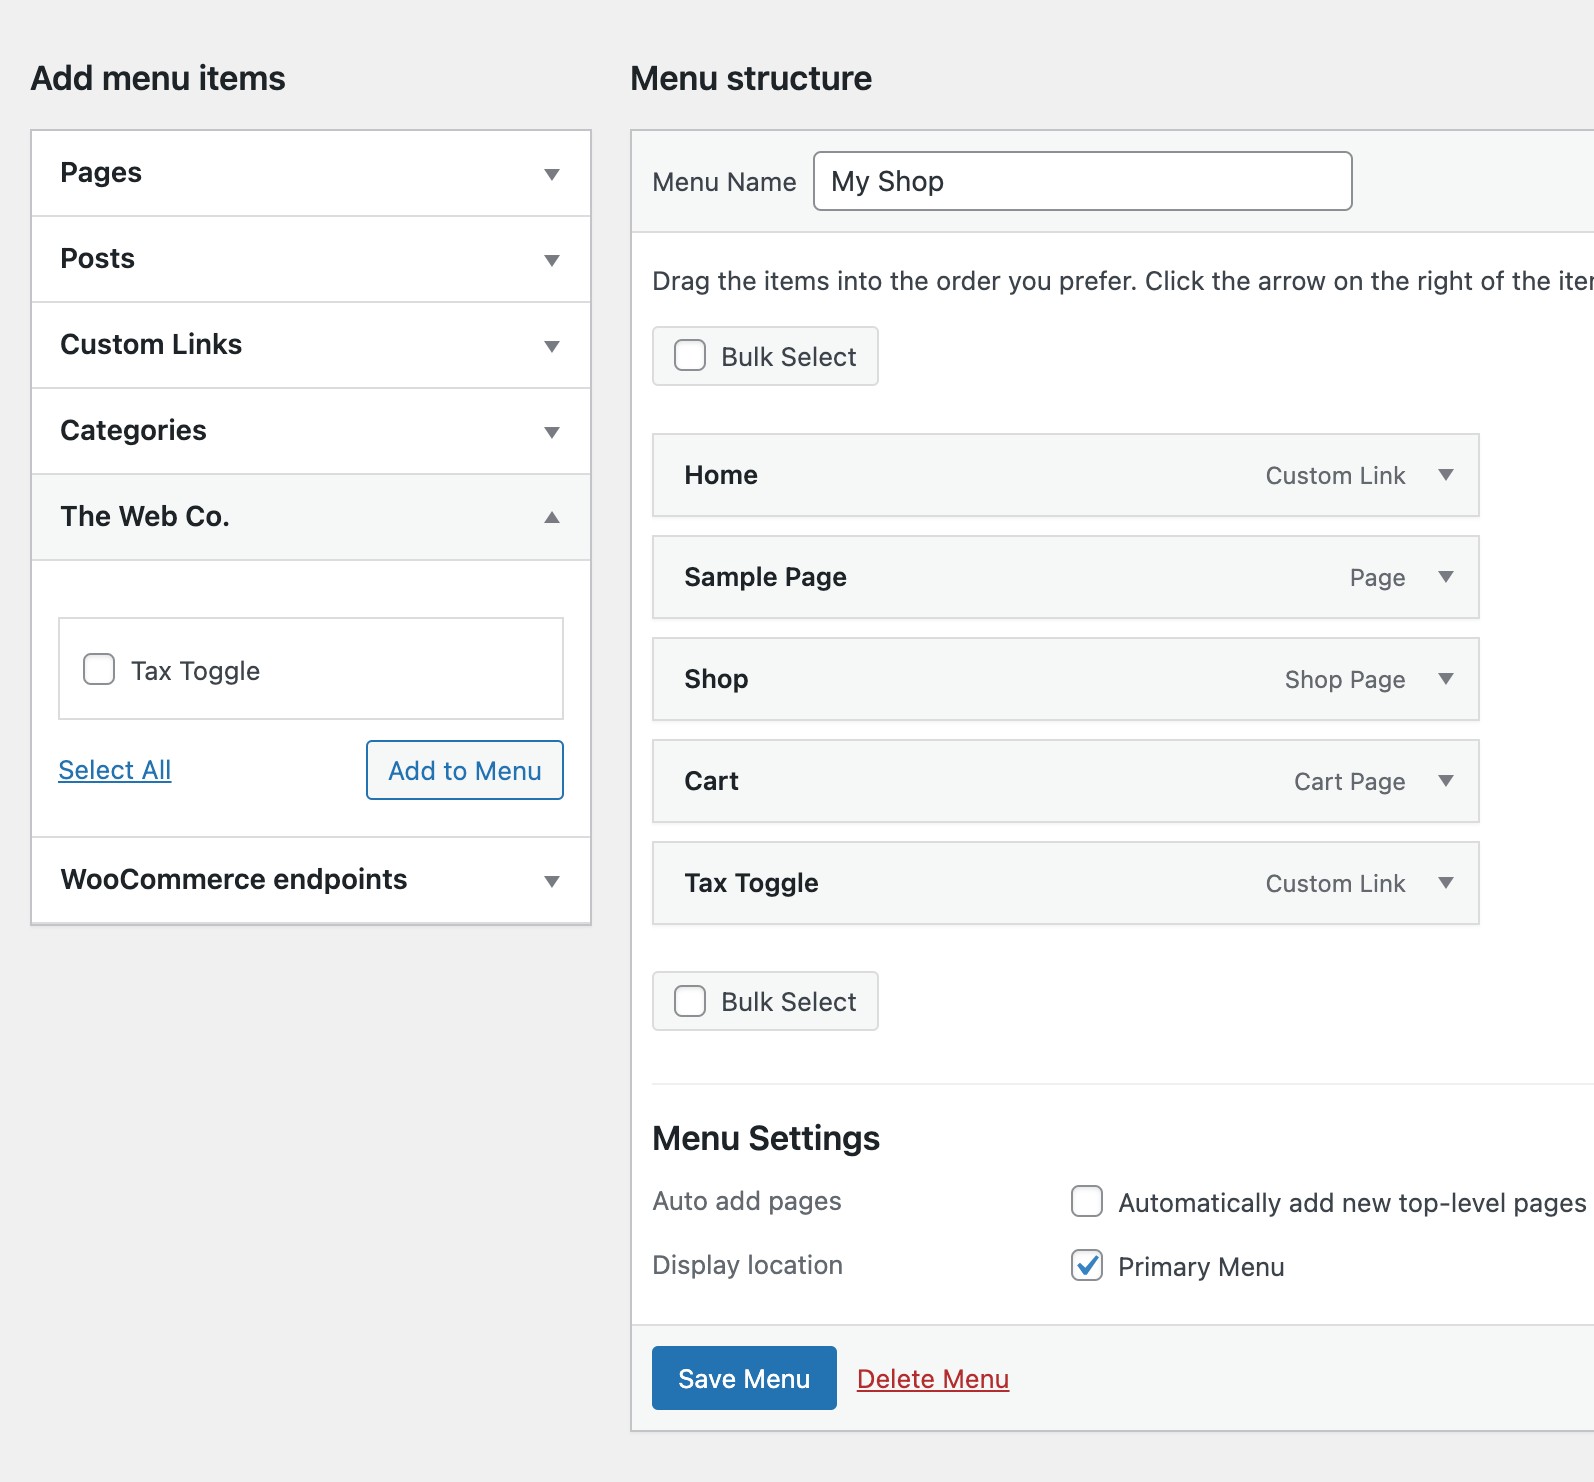 Add menu items
Pages
Posts
Custom Links
Categories
The Web Co.
Tax Toggle
Select All
Add to Menu
WooCommerce endpoints
Menu structure
Menu Name
My Shop
Drag the items into the order you prefer. Click the arrow on the right of the
Bulk Select
Home
Custom Link
Sample Page
Page
Shop
Shop Page
Cart
Cart Page
Tax Toggle
Custom Link
Bulk Select
Menu Settings
Auto add pages
Automatically add new top-level pages
Display location
Primary Menu
Save Menu
Delete Menu